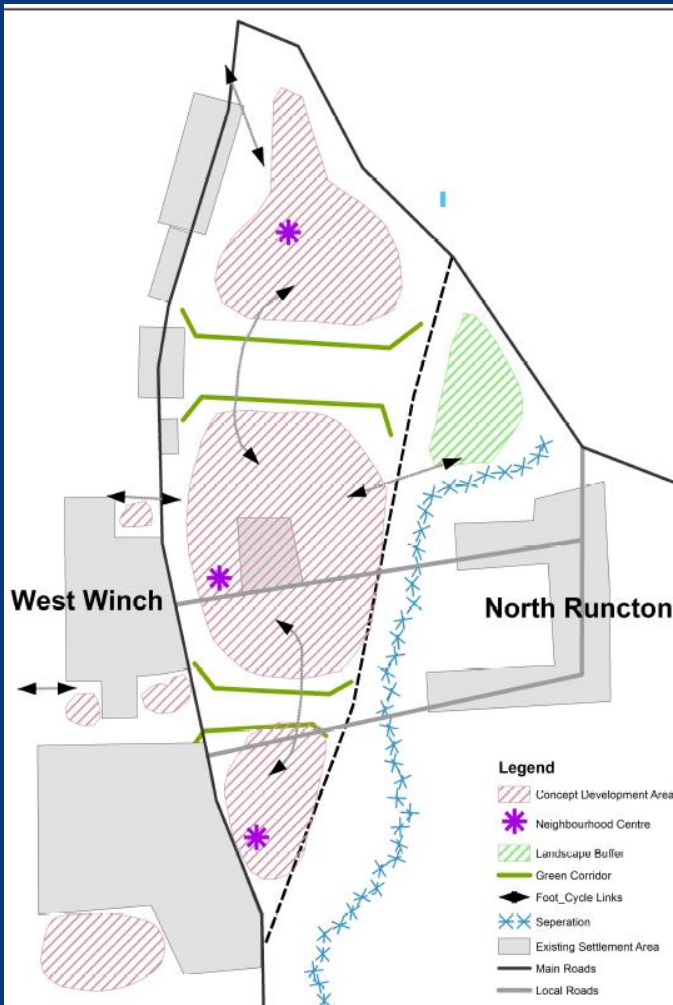 West Winch
North Runcton
Legend
Concept Development Area
Neighbourhood Centre
Landscape Buffer
Green Corridor
Foot_Cycle Links
Seperation
Existing Settlement Area
Main Roads
Local Roads